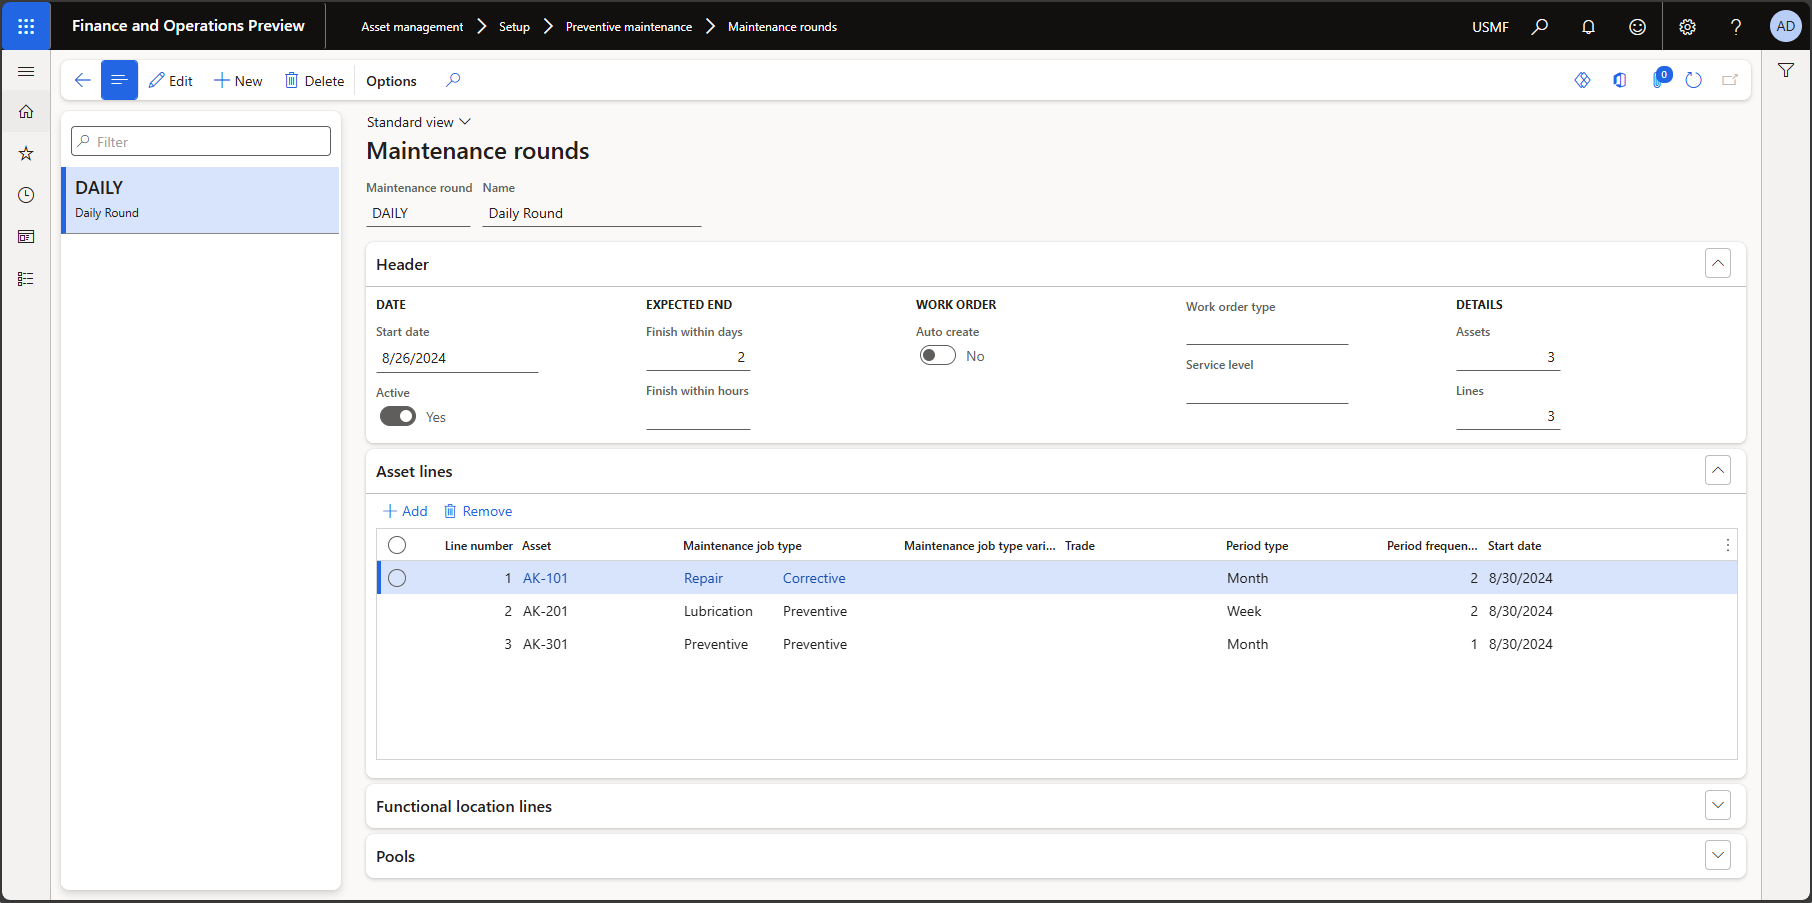 Finance and Operations Preview
Asset management Setup Preventive maintenance Maintenance rounds
USMF
AD
Edit New Delete Options
0
Filter
DAILY
Daily Round
Standard view
Maintenance rounds
Maintenance round Name
DAILY Daily Round
Header
DATE EXPECTED END WORK ORDER Work order type DETAILS
Start date Finish within days Auto create Assets
8/26/2024 2 No 3
Service level
Active Finish within hours Lines
Yes 3
Asset lines
Add Remove
Line number Asset Maintenance job type Maintenance job type vari... Trade Period type Period frequen... Start date
1 AK-101 Repair Corrective Month 2 8/30/2024
2 AK-201 Lubrication Preventive Week 2 8/30/2024
3 AK-301 Preventive Preventive Month 1 8/30/2024
Functional location lines
Pools